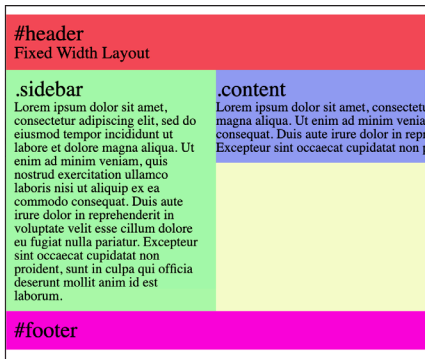 #header
Fixed Width Layout
.sidebar
Lorem ipsum dolor sit amet,
consectetur adipiscing elit, sed do
eiusmod tempor incididunt ut
labore et dolore magna aliqua. Ut
enim ad minim veniam, quis
nostrud exercitation ullamco
laboris nisi ut aliquip ex ea
commodo consequat. Duis aute
irure dolor in reprehenderit in
voluptate velit esse cillum dolore
eu fugiat nulla pariatur. Excepteur
sint occaecat cupidatat non
proident, sunt in culpa qui officia
deserunt mollit anim id est
laborum.
.content
Lorem ipsum dolor sit amet,
magna aliqua. Ut enim ad minim
consequat. Duis aute irure dolor in
Excepteur sint occaecat cupidatat non
#footer